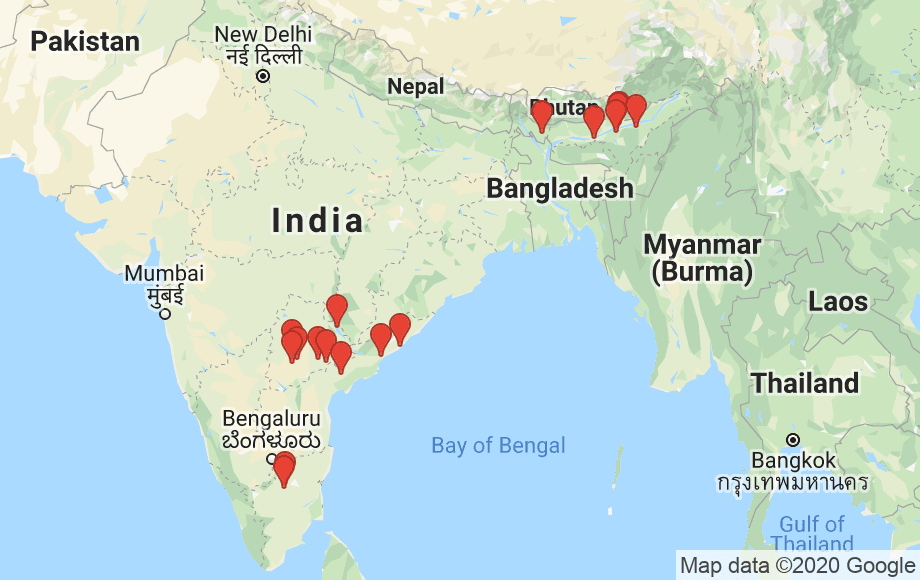 Pakistan
New Delhi
नई दिल्ली
Nepal
Bhutan
Bangladesh
India
Myanmar
(Burma)
Mumbai
मुंबई
Laos
Thailand
Bengaluru
ಬೆಂಗಳೂರು
Bay of Bengal
Bangkok
กรุงเทพมหานคร
Gulf of
Thailand
Map data ©2020 Google